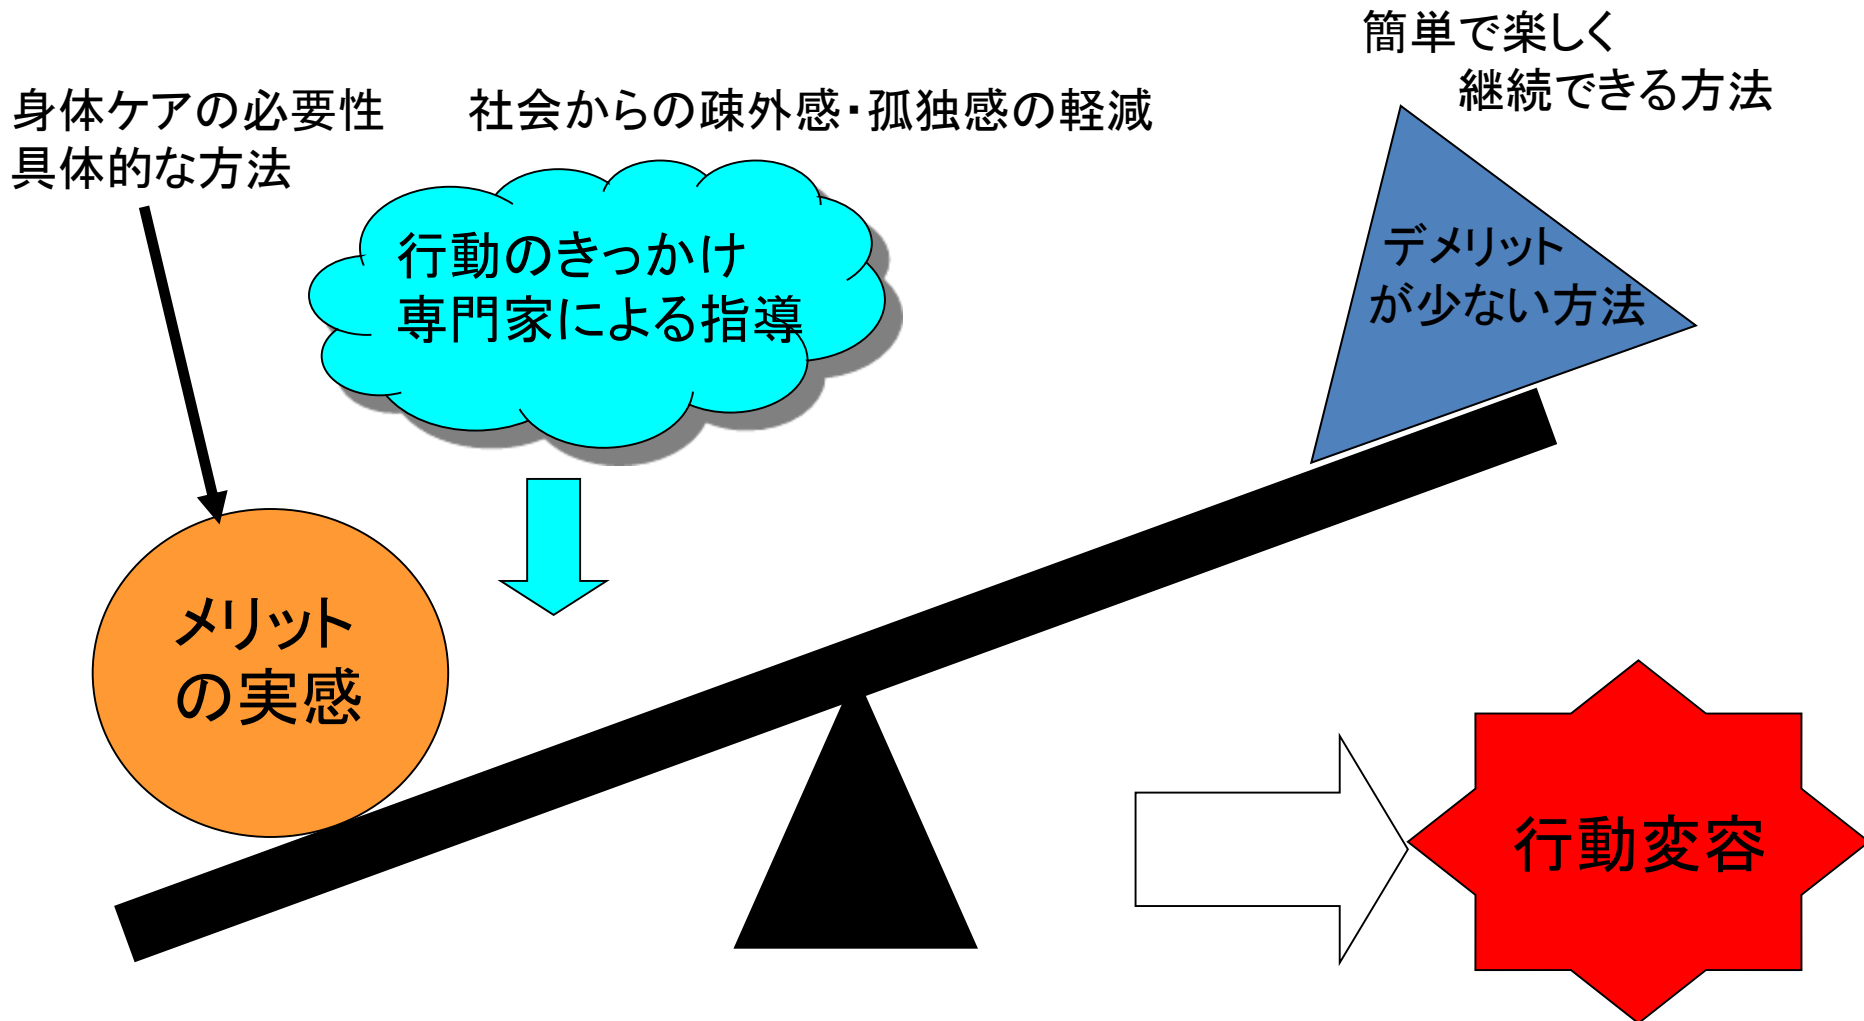 簡単で楽しく
継続できる方法
身体ケアの必要性
具体的な方法
社会からの疎外感・孤独感の軽減
行動のきっかけ
専門家による指導
デメリット
が少ない方法
メリット
の実感
行動変容